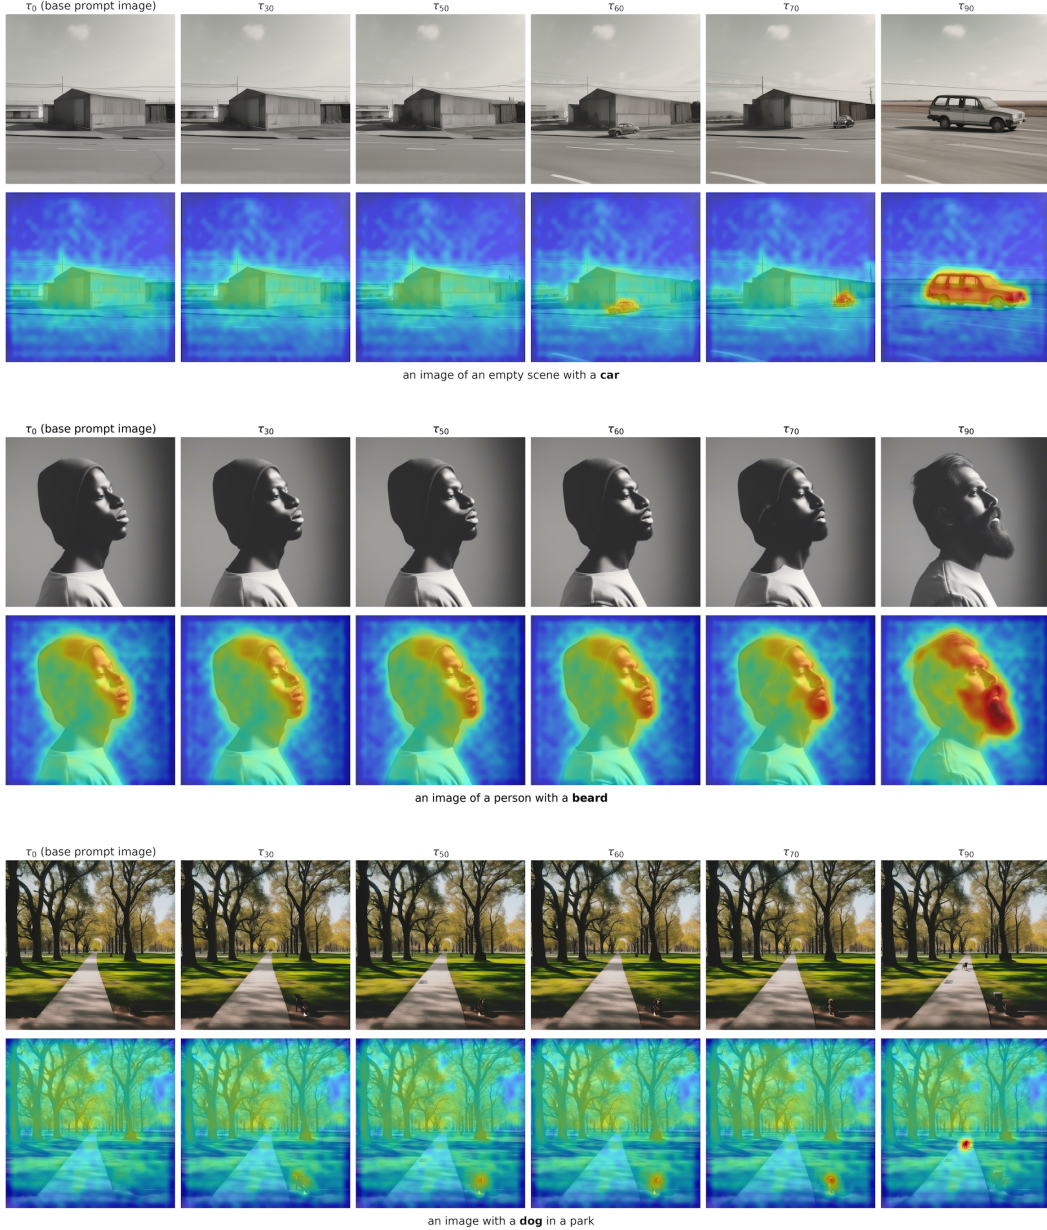 τ0 (base prompt image) τ30 τ50 τ60 τ70 τ90
an image of an empty scene with a car
τ0 (base prompt image) τ30 τ50 τ60 τ70 τ90
an image of a person with a beard
τ0 (base prompt image) τ30 τ50 τ60 τ70 τ90
an image with a dog in a park